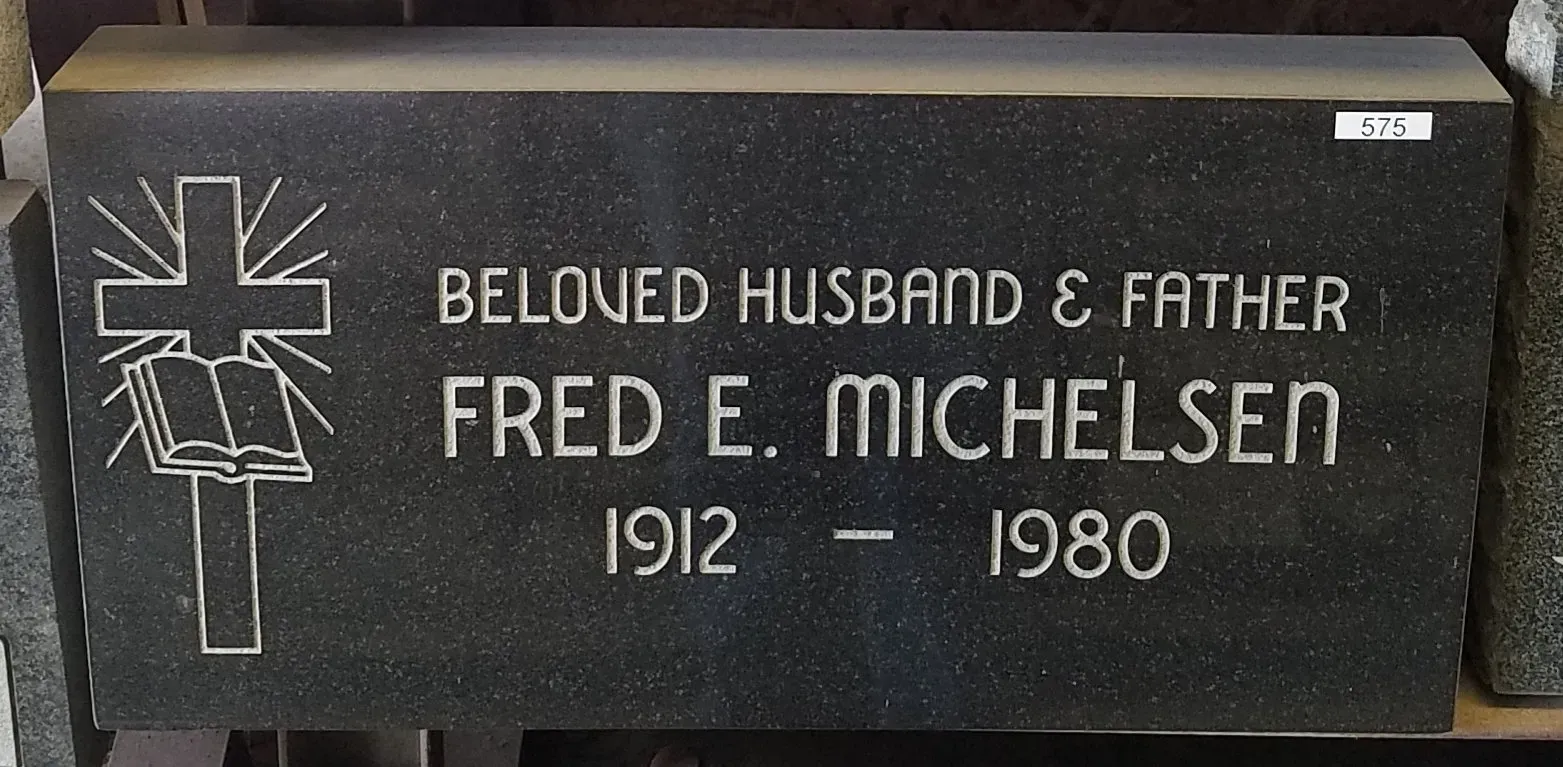 575
BELOVED HUSBAND & FATHER
FRED E. MICHELSEN
1912 — 1980